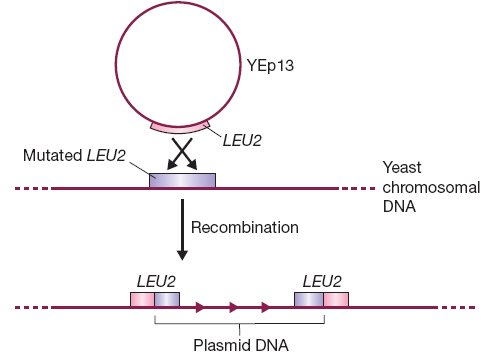 YEp13
LEU2
Mutated LEU2
Yeast
chromosomal
DNA
Recombination
LEU2
LEU2
Plasmid DNA